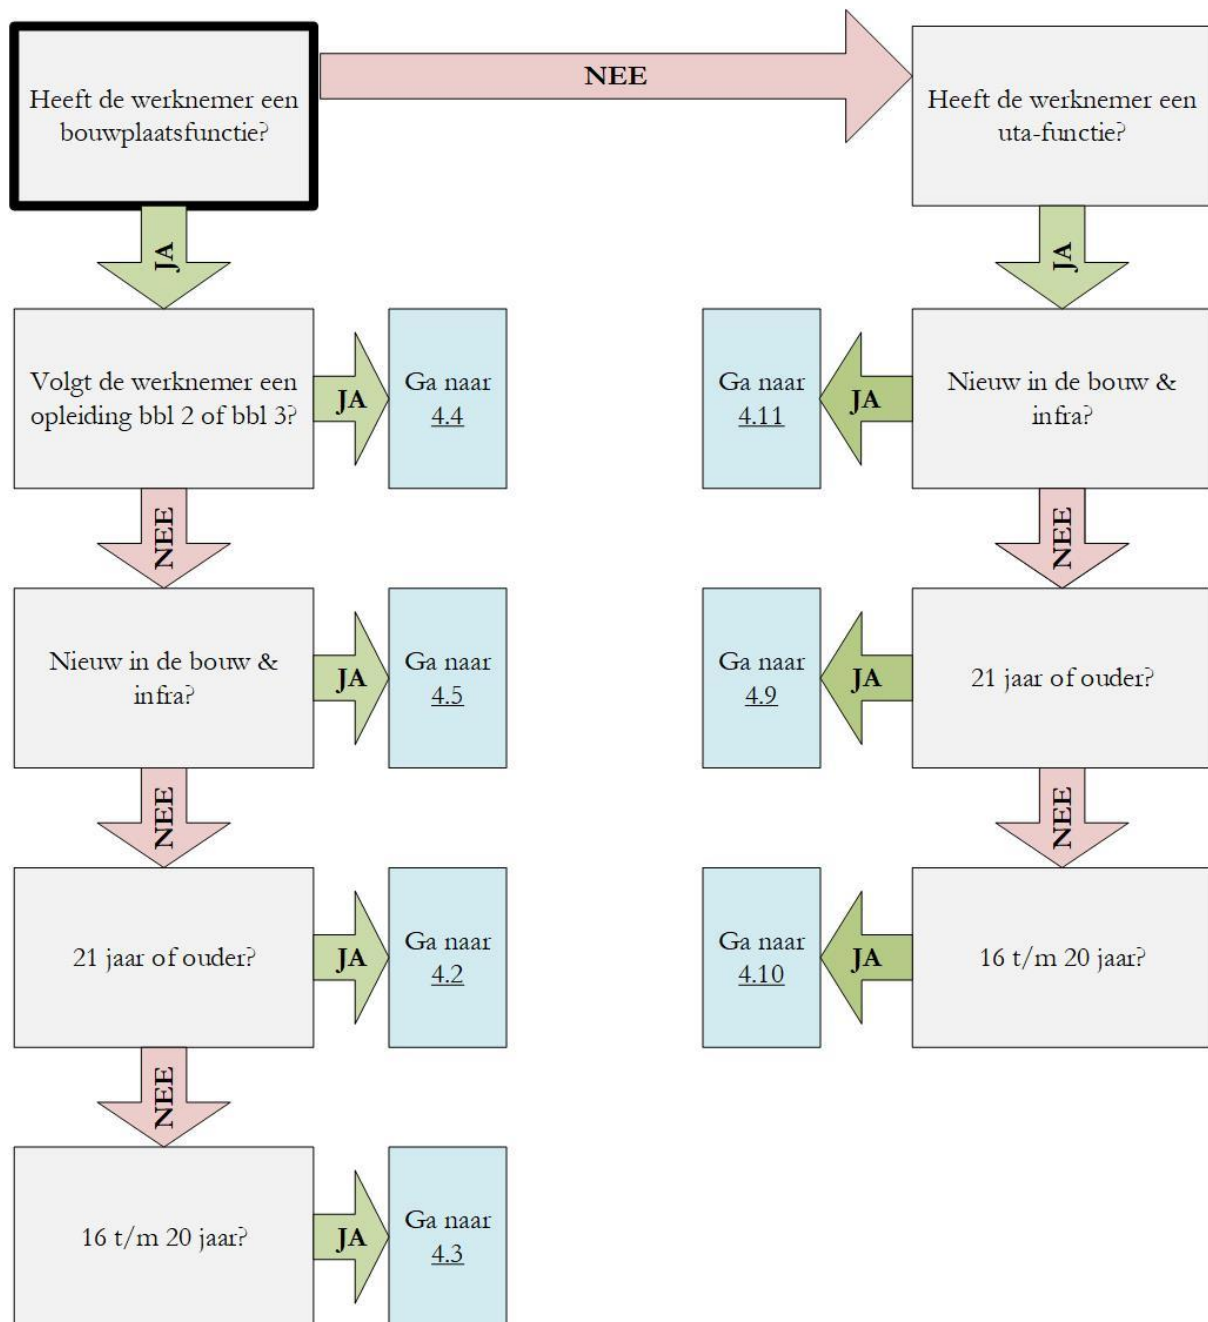 Heeft de werknemer een
bouwplaatsfunctie?
NEE
Heeft de werknemer een
uta-functie?
JA
JA
Volgt de werknemer een
opleiding bbl 2 of bbl 3?
JA
Ga naar
4.4
Ga naar
4.11
JA
Nieuw in de bouw &
infra?
NEE
NEE
Nieuw in de bouw &
infra?
JA
Ga naar
4.5
Ga naar
4.9
JA
21 jaar of ouder?
NEE
NEE
21 jaar of ouder?
JA
Ga naar
4.2
Ga naar
4.10
JA
16 t/m 20 jaar?
NEE
16 t/m 20 jaar?
JA
Ga naar
4.3